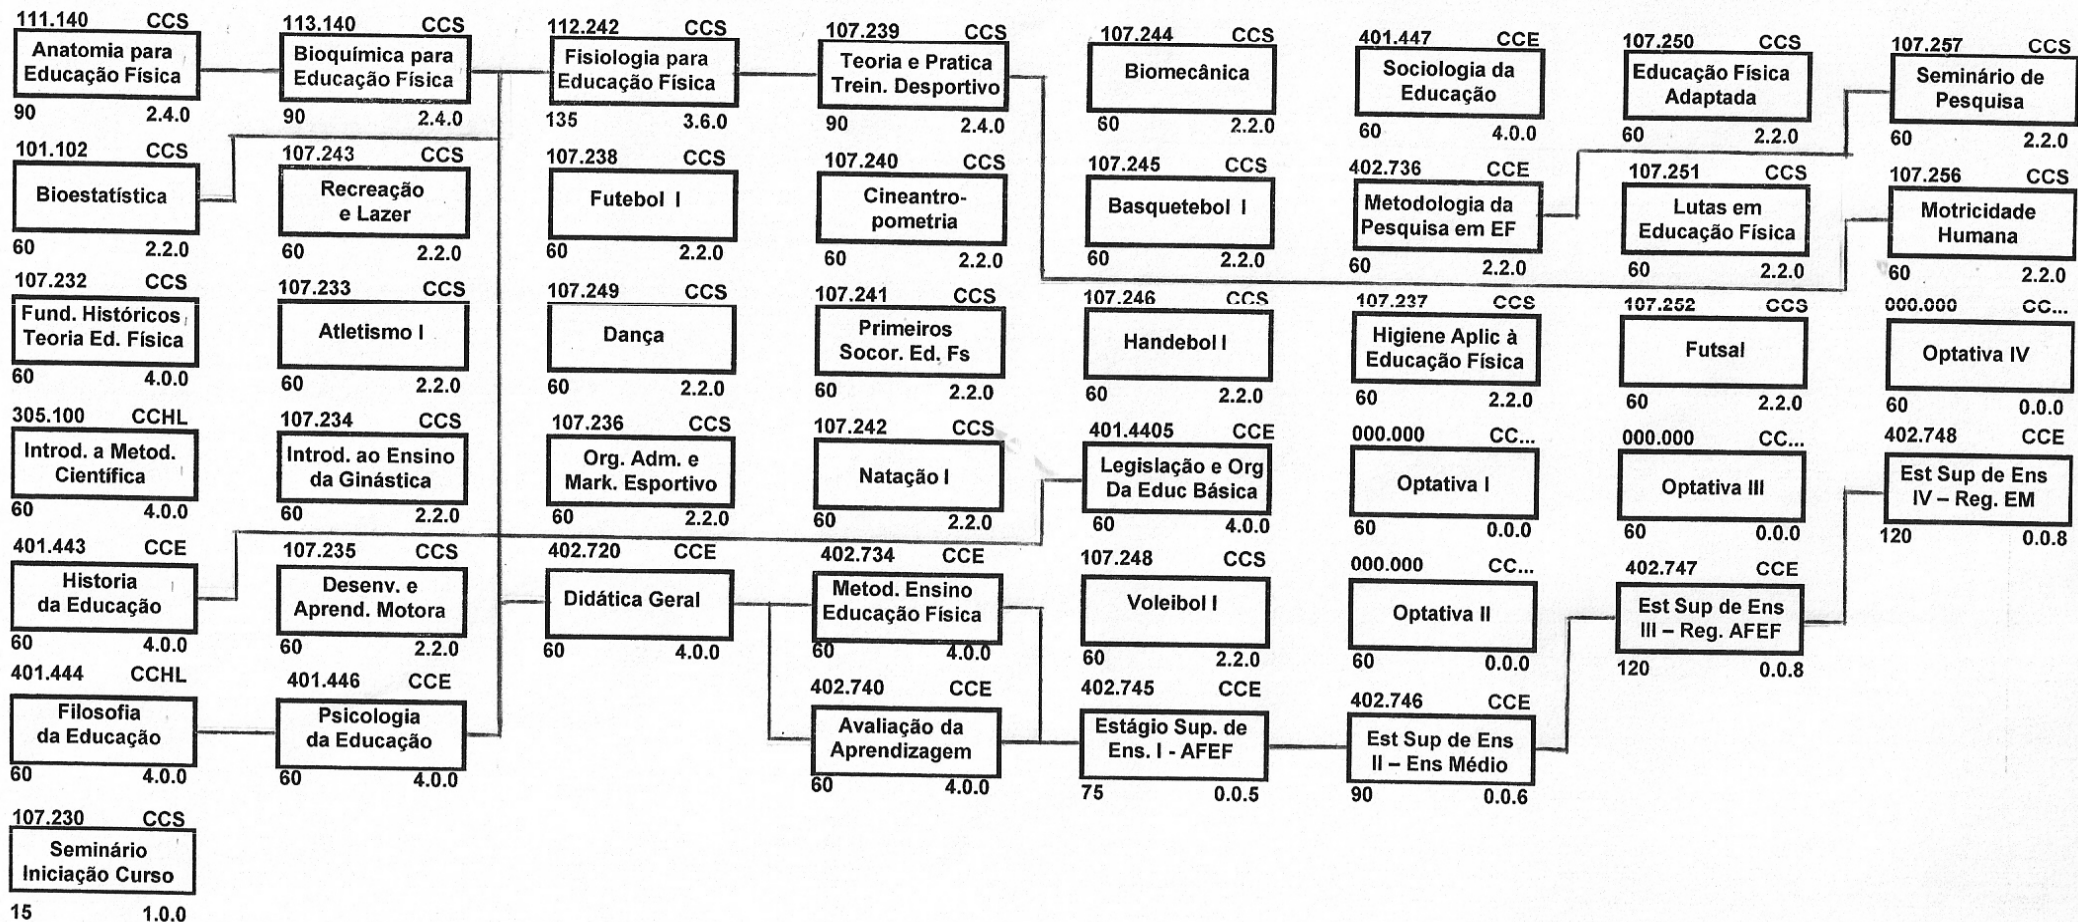 111.140 CCS
Anatomia para
Educação Física
90 2.4.0
101.102 CCS
Bioestatística
60 2.2.0
107.232 CCS
Fund. Históricos
Teoria Ed. Física
60 4.0.0
305.100 CCHL
Introd. a Metod.
Científica
60 4.0.0
401.443 CCE
Historia
da Educação
60 4.0.0
401.444 CCHL
Filosofia
da Educação
60 4.0.0
107.230 CCS
Seminário
Iniciação Curso
15 1.0.0
113.140 CCS
Bioquímica para
Educação Física
90 2.4.0
107.243 CCS
Recreação
e Lazer
60 2.2.0
107.233 CCS
Atletismo I
60 2.2.0
107.234 CCS
Introd. ao Ensino
da Ginástica
60 2.2.0
107.235 CCS
Desenv. e
Aprend. Motora
60 2.2.0
401.446 CCE
Psicologia
da Educação
60 4.0.0
112.242 CCS
Fisiologia para
Educação Física
135 3.6.0
107.238 CCS
Futebol I
60 2.2.0
107.249 CCS
Dança
60 2.2.0
107.236 CCS
Org. Adm. e
Mark. Esportivo
60 2.2.0
402.720 CCE
Didática Geral
60 4.0.0
107.239 CCS
Teoria e Pratica
Trein. Desportivo
90 2.4.0
107.240 CCS
Cineantro-
pometria
60 2.2.0
107.241 CCS
Primeiros
Socor. Ed. Fs
60 2.2.0
107.242 CCS
Natação I
60 2.2.0
402.734 CCE
Metod. Ensino
Educação Física
60 4.0.0
402.740 CCE
Avaliação da
Aprendizagem
60 4.0.0
107.244 CCS
Biomecânica
60 2.2.0
107.245 CCS
Basquetebol I
60 2.2.0
107.246 CCS
Handebol I
60 2.2.0
401.4405 CCE
Legislação e Org
Da Educ Básica
60 4.0.0
107.248 CCS
Voleibol I
60 2.2.0
402.745 CCE
Estágio Sup. de
Ens. I - AFEF
75 0.0.5
401.447 CCE
Sociologia da
Educação
60 4.0.0
402.736 CCE
Metodologia da
Pesquisa em EF
60 2.2.0
107.237 CCS
Higiene Aplic à
Educação Física
60 2.2.0
000.000 CC...
Optativa I
60 0.0.0
000.000 CC...
Optativa II
60 0.0.0
402.746 CCE
Est Sup de Ens
II – Ens Médio
90 0.0.6
107.250 CCS
Educação Física
Adaptada
60 2.2.0
107.251 CCS
Lutas em
Educação Física
60 2.2.0
107.252 CCS
Futsal
60 2.2.0
000.000 CC...
Optativa III
60 0.0.0
402.747 CCE
Est Sup de Ens
III – Reg. AFEF
120 0.0.8
107.257 CCS
Seminário de
Pesquisa
60 2.2.0
107.256 CCS
Motricidade
Humana
60 2.2.0
000.000 CC...
Optativa IV
60 0.0.0
402.748 CCE
Est Sup de Ens
IV – Reg. EM
120 0.0.8